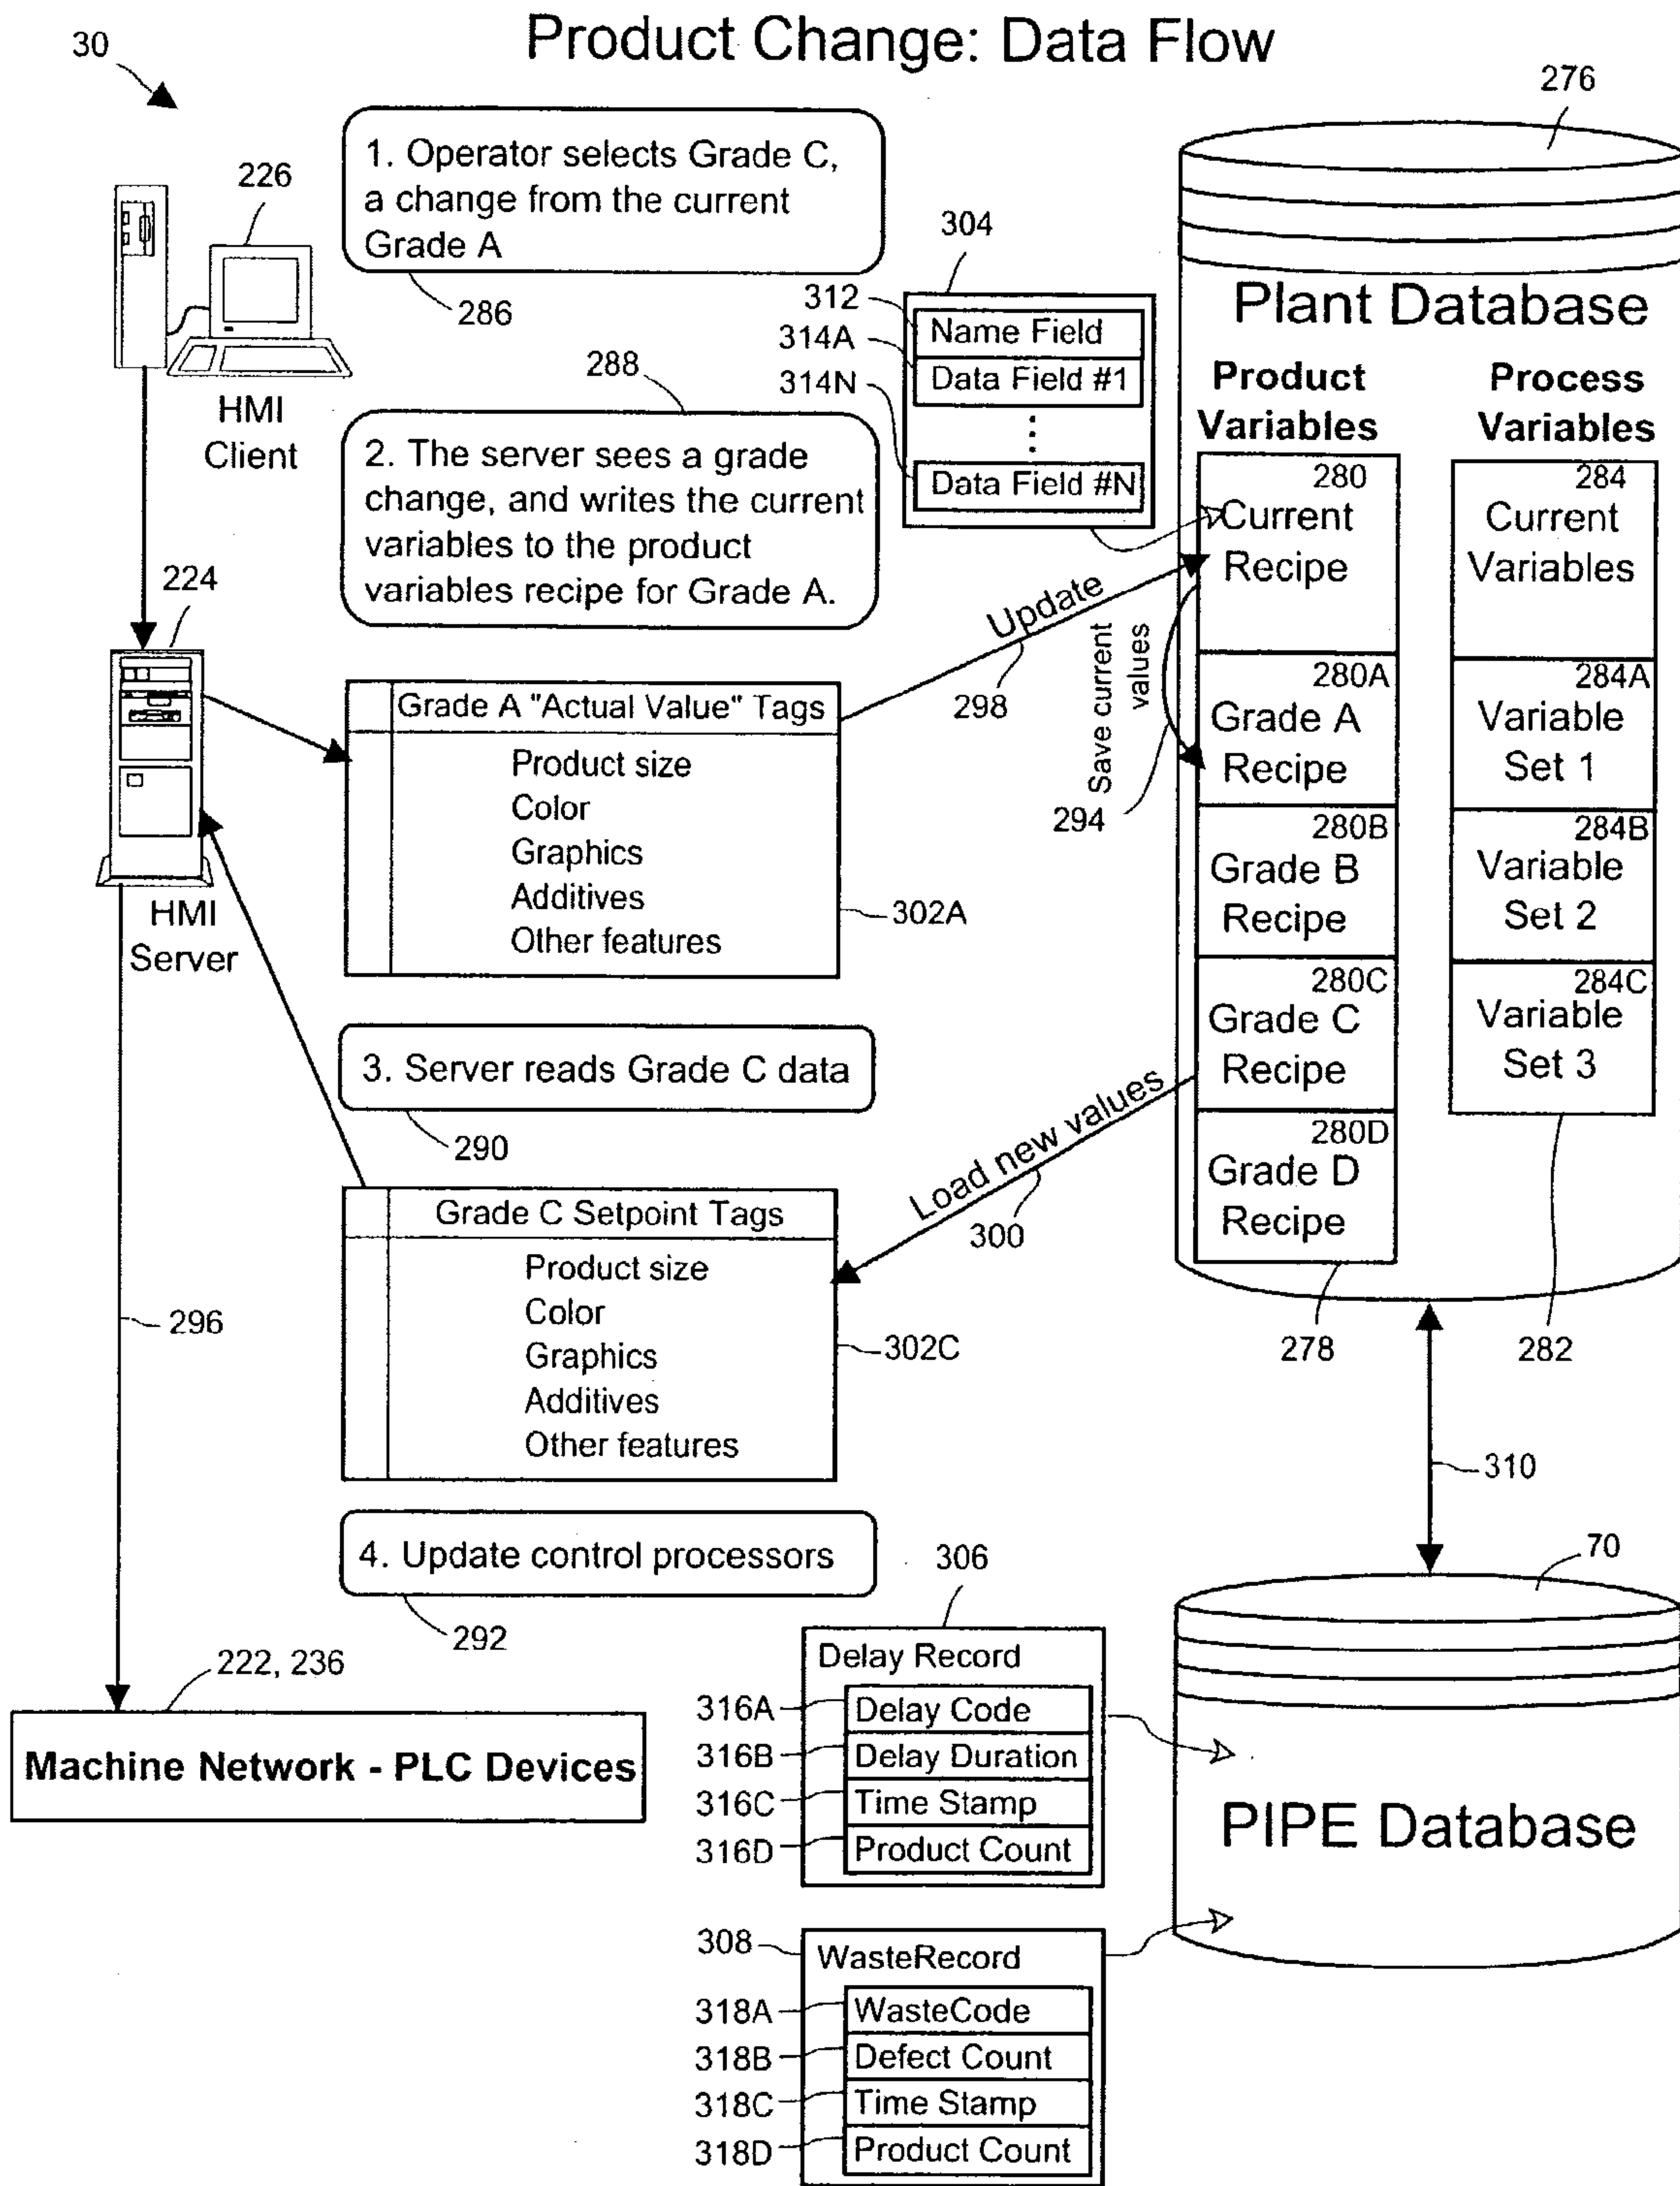 Product Change: Data Flow
30
276
226
1. Operator selects Grade C,
a change from the current
Grade A
286
304
312
314A
314N
Name Field
Data Field #1
Data Field #N
Plant Database
Product
Variables
Process
Variables
HMI
Client
288
2. The server sees a grade
change, and writes the current
variables to the product
variables recipe for Grade A.
280
Current
Recipe
284
Current
Variables
224
Update
298
Save current
values
294
280A
Grade A
Recipe
284A
Variable
Set 1
Grade A "Actual Value" Tags
Product size
Color
Graphics
Additives
Other features
302A
280B
Grade B
Recipe
284B
Variable
Set 2
HMI
Server
280C
Grade C
Recipe
284C
Variable
Set 3
3. Server reads Grade C data
290
Load new values
300
280D
Grade D
Recipe
Grade C Setpoint Tags
Product size
Color
Graphics
Additives
Other features
302C
296
278
282
310
4. Update control processors
292
306
70
222, 236
Machine Network - PLC Devices
Delay Record
316A
Delay Code
316B
Delay Duration
316C
Time Stamp
316D
Product Count
PIPE Database
308
WasteRecord
318A
WasteCode
318B
Defect Count
318C
Time Stamp
318D
Product Count